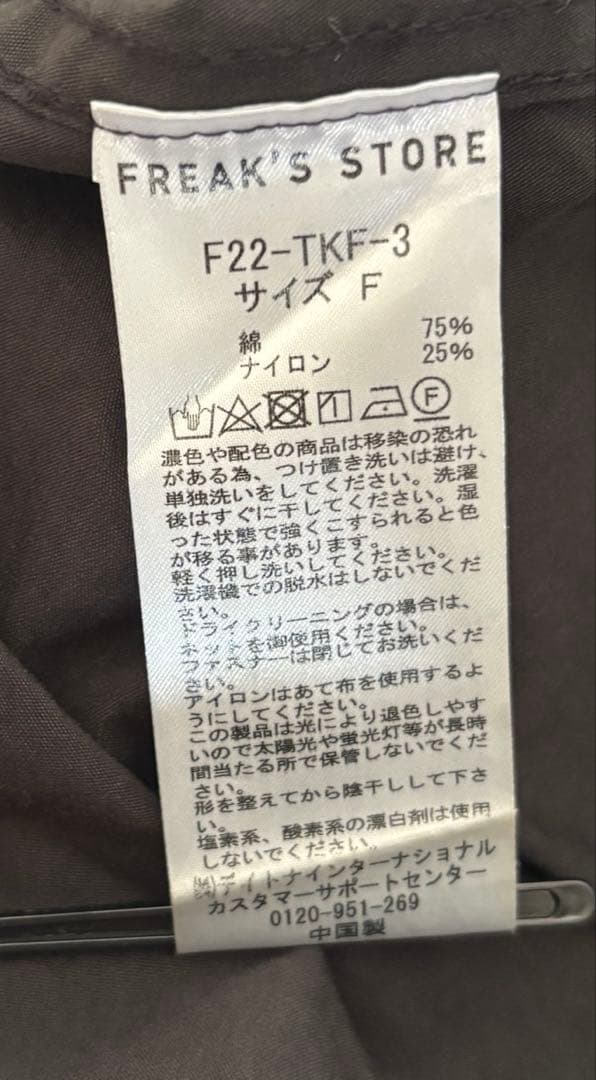 FREAK'S STORE
F22-TKF-3
サイズ F
綿 75%
ナイロン 25%
F
濃色や配色の商品は移染の恐れ
がある為、つけ置き洗いは避け、
単独洗いをしてください。洗濯
後はすぐに干してください。湿
った状態で強くこすられると色
が移る事があります。
軽く押し洗いしてください。
洗濯機での脱水はしないでくだ
さい。
ドライクリーニングの場合は、
ネットを御使用ください。
ファスナーは閉じてお洗いくだ
さい。
アイロンはあて布を使用するよ
うにしてください。
この製品は光により退色しやす
いので太陽光や蛍光灯等が長時
間当たる所で保管しないでくだ
さい。
形を整えてから陰干しして下さ
い。
塩素系、酸素系の漂白剤は使用
しないでください。
㈱デイトナインターナショナル
カスタマーサポートセンター
0120-951-269
中国製